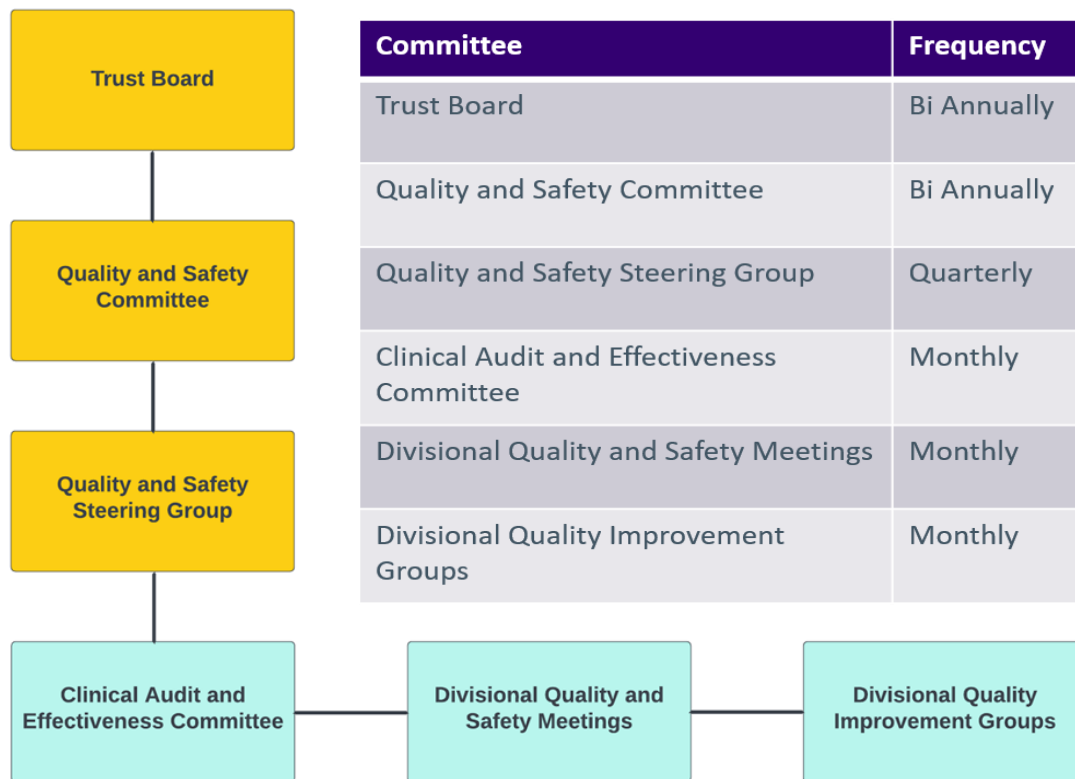 Trust Board
Quality and Safety
Committee
Quality and Safety
Steering Group
Committee Frequency
Trust Board Bi Annually
Quality and Safety Committee Bi Annually
Quality and Safety Steering Group Quarterly
Clinical Audit and Effectiveness Monthly
Committee
Divisional Quality and Safety Meetings Monthly
Divisional Quality Improvement Monthly
Groups
Clinical Audit and
Effectiveness Committee
Divisional Quality and
Safety Meetings
Divisional Quality
Improvement Groups